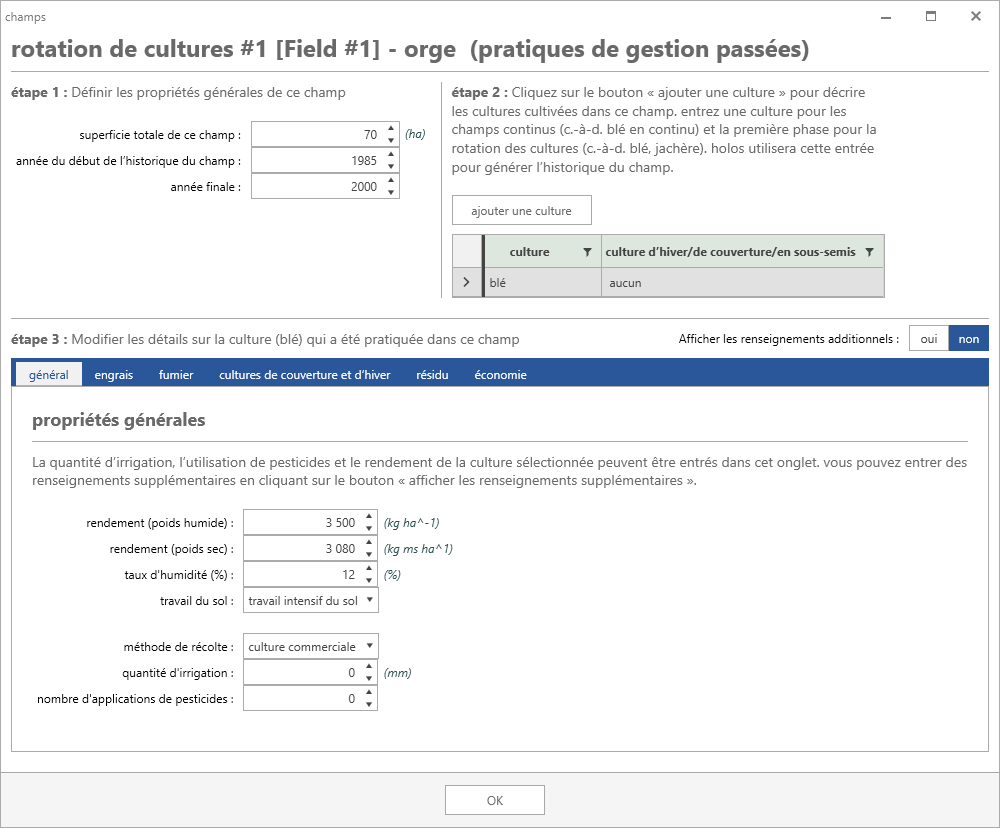 champs
rotation de cultures #1 [Field #1] - orge  (pratiques de gestion passées)
étape 1 : Définir les propriétés générales de ce champ
superficie totale de ce champ : 70 (ha)
année du début de l'historique du champ : 1985
année finale : 2000
étape 2 : Cliquez sur le bouton « ajouter une culture » pour décrire
les cultures cultivées dans ce champ. entrez une culture pour les
champs continus (c.-à-d. blé en continu) et la première phase pour la
rotation des cultures (c.-à-d. blé, jachère). holos utilisera cette entrée
pour générer l'historique du champ.
ajouter une culture
culture culture d'hiver/de couverture/en sous-semis
blé aucun
étape 3 : Modifier les détails sur la culture (blé) qui a été pratiquée dans ce champ
Afficher les renseignements additionnels : oui non
général engrais fumier cultures de couverture et d'hiver résidu économie
propriétés générales
La quantité d'irrigation, l'utilisation de pesticides et le rendement de la culture sélectionnée peuvent être entrés dans cet onglet. vous pouvez entrer des
renseignements supplémentaires en cliquant sur le bouton « afficher les renseignements supplémentaires ».
rendement (poids humide) : 3 500 (kg ha^-1)
rendement (poids sec) : 3 080 (kg ms ha^1)
taux d'humidité (%) : 12 (%)
travail du sol : travail intensif du sol
méthode de récolte : culture commerciale
quantité d'irrigation : 0 (mm)
nombre d'applications de pesticides : 0
OK